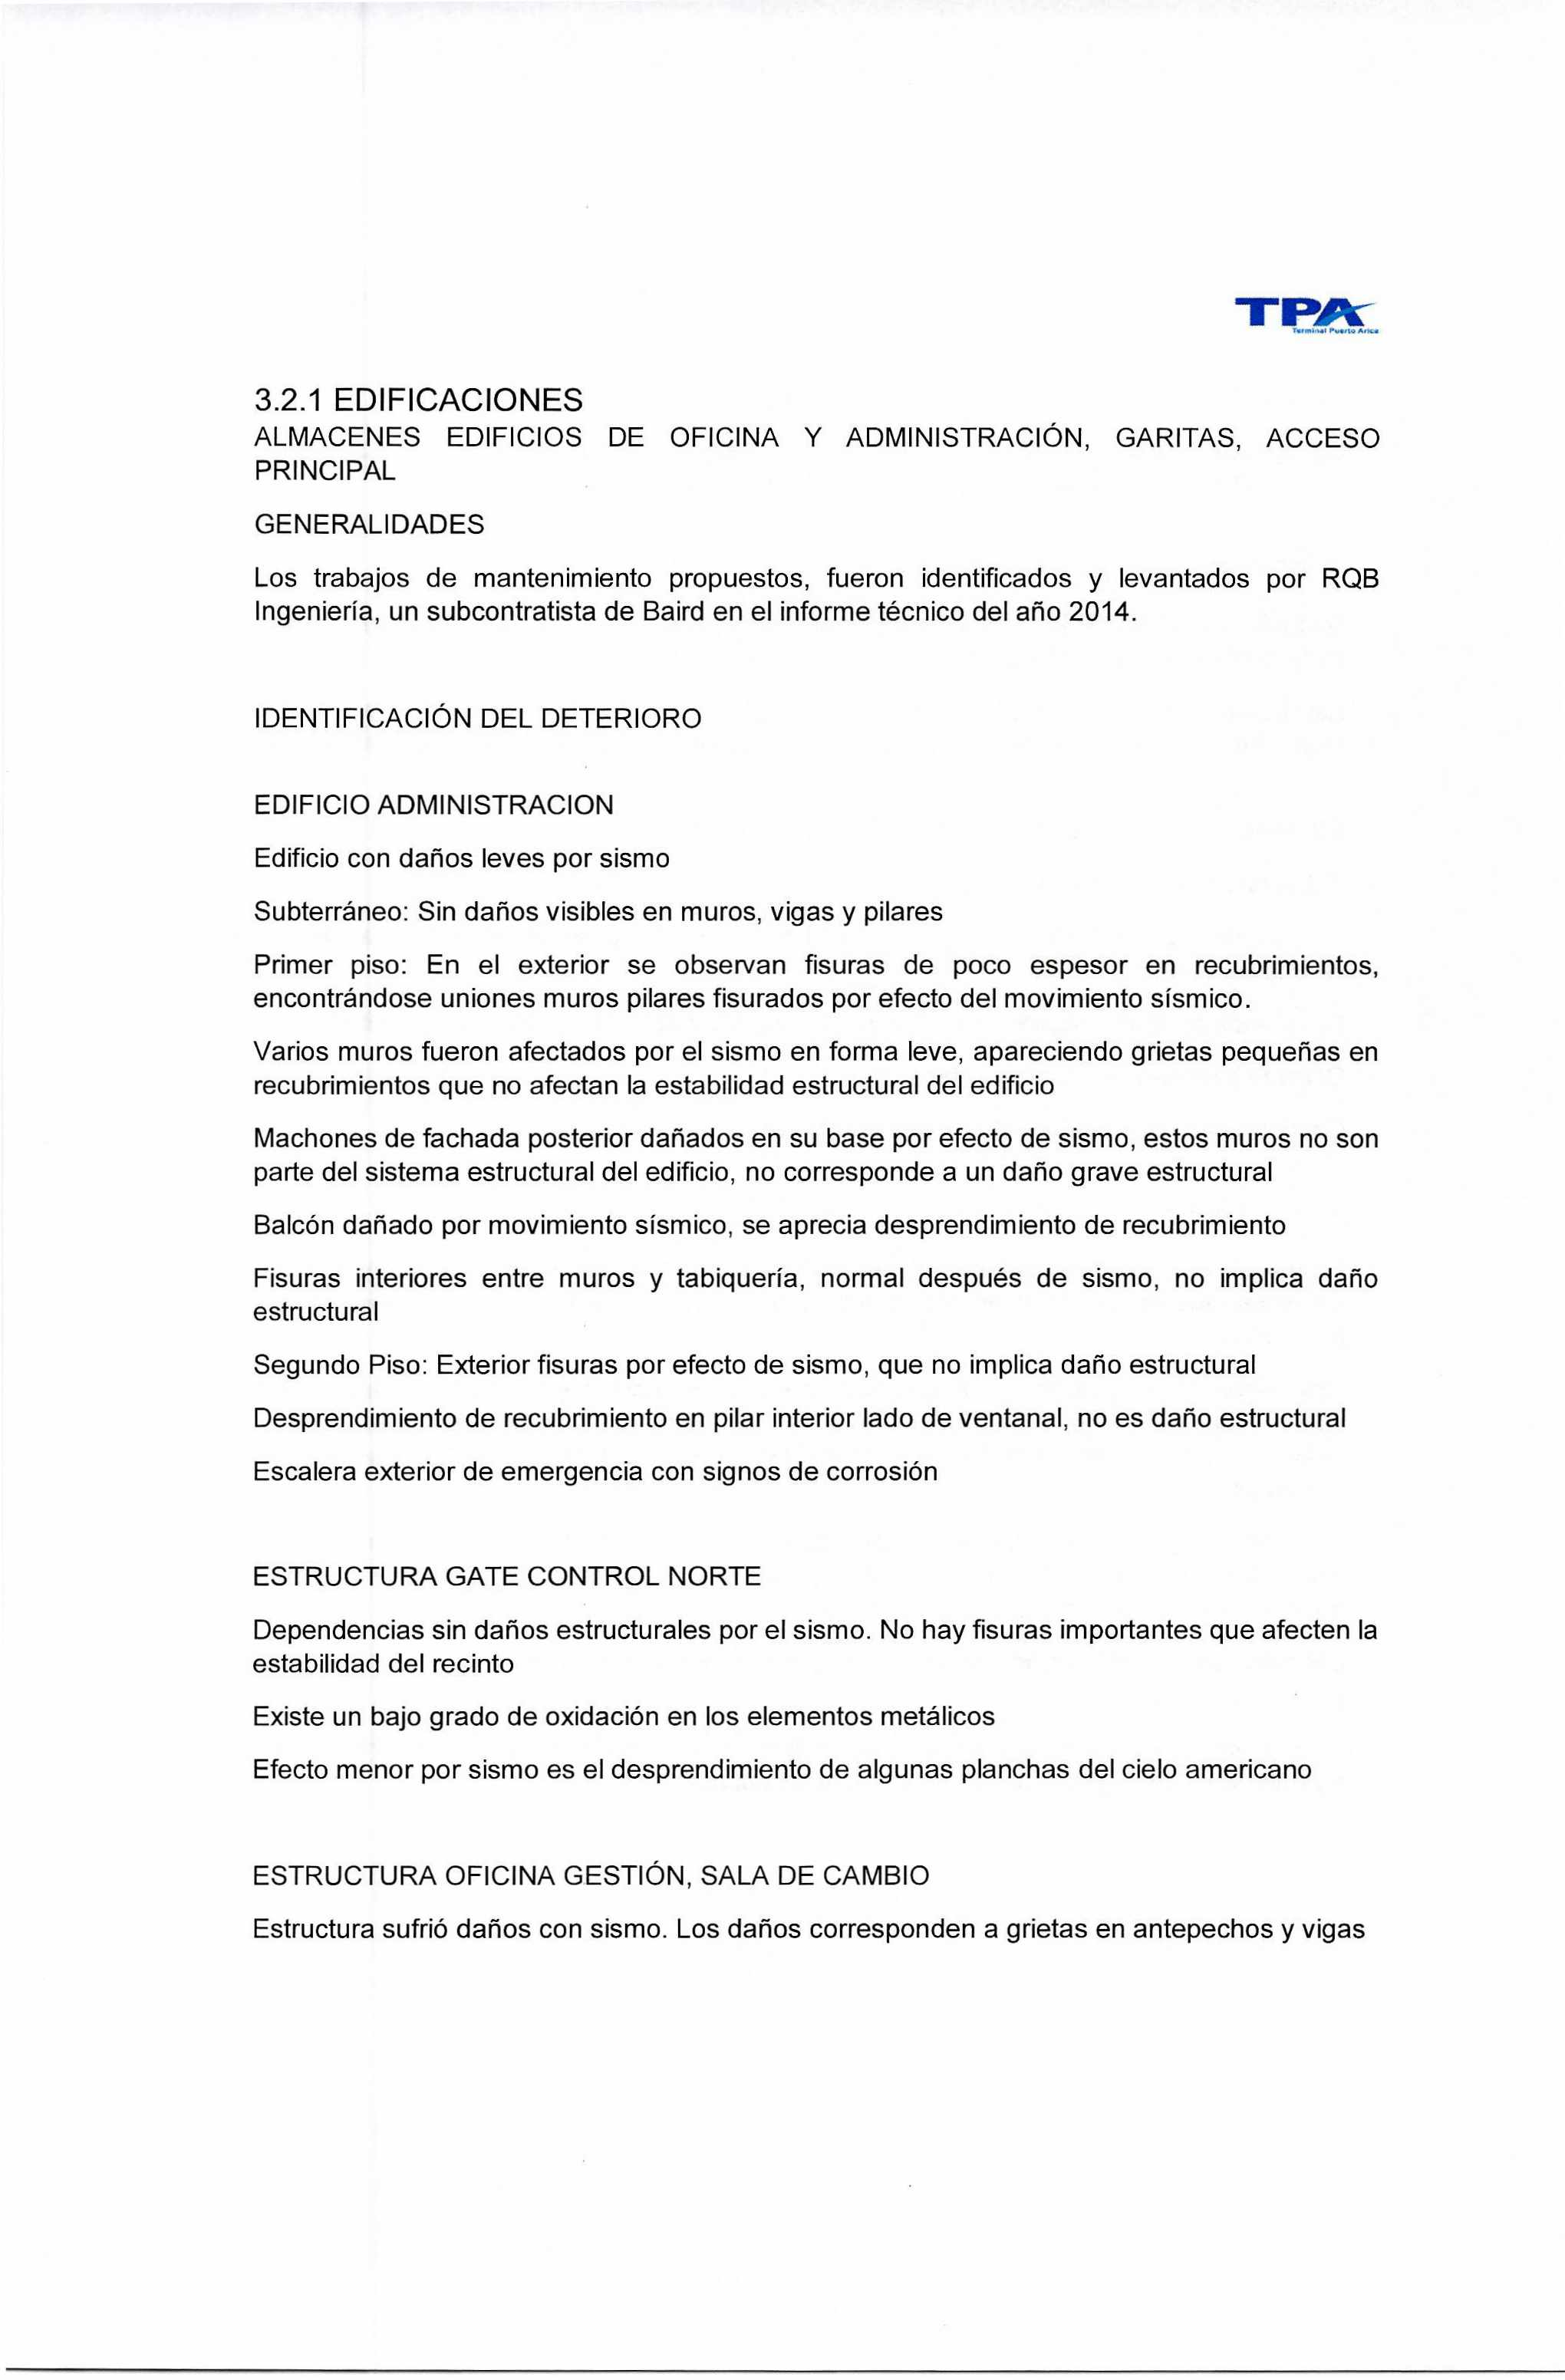 TPA
Terminal Puerto Arica
3.2.1 EDIFICACIONES
ALMACENES EDIFICIOS DE OFICINA Y ADMINISTRACIÓN, GARITAS, ACCESO
PRINCIPAL
GENERALIDADES
Los trabajos de mantenimiento propuestos, fueron identificados y levantados por RQB
Ingeniería, un subcontratista de Baird en el informe técnico del año 2014.
IDENTIFICACIÓN DEL DETERIORO
EDIFICIO ADMINISTRACION
Edificio con daños leves por sismo
Subterráneo: Sin daños visibles en muros, vigas y pilares
Primer piso: En el exterior se observan fisuras de poco espesor en recubrimientos,
encontrándose uniones muros pilares fisurados por efecto del movimiento sísmico.
Varios muros fueron afectados por el sismo en forma leve, apareciendo grietas pequeñas en
recubrimientos que no afectan la estabilidad estructural del edificio
Machones de fachada posterior dañados en su base por efecto de sismo, estos muros no son
parte del sistema estructural del edificio, no corresponde a un daño grave estructural
Balcón dañado por movimiento sísmico, se aprecia desprendimiento de recubrimiento
Fisuras interiores entre muros y tabiquería, normal después de sismo, no implica daño
estructural
Segundo Piso: Exterior fisuras por efecto de sismo, que no implica daño estructural
Desprendimiento de recubrimiento en pilar interior lado de ventanal, no es daño estructural
Escalera exterior de emergencia con signos de corrosión
ESTRUCTURA GATE CONTROL NORTE
Dependencias sin daños estructurales por el sismo. No hay fisuras importantes que afecten la
estabilidad del recinto
Existe un bajo grado de oxidación en los elementos metálicos
Efecto menor por sismo es el desprendimiento de algunas planchas del cielo americano
ESTRUCTURA OFICINA GESTIÓN, SALA DE CAMBIO
Estructura sufrió daños con sismo. Los daños corresponden a grietas en antepechos y vigas